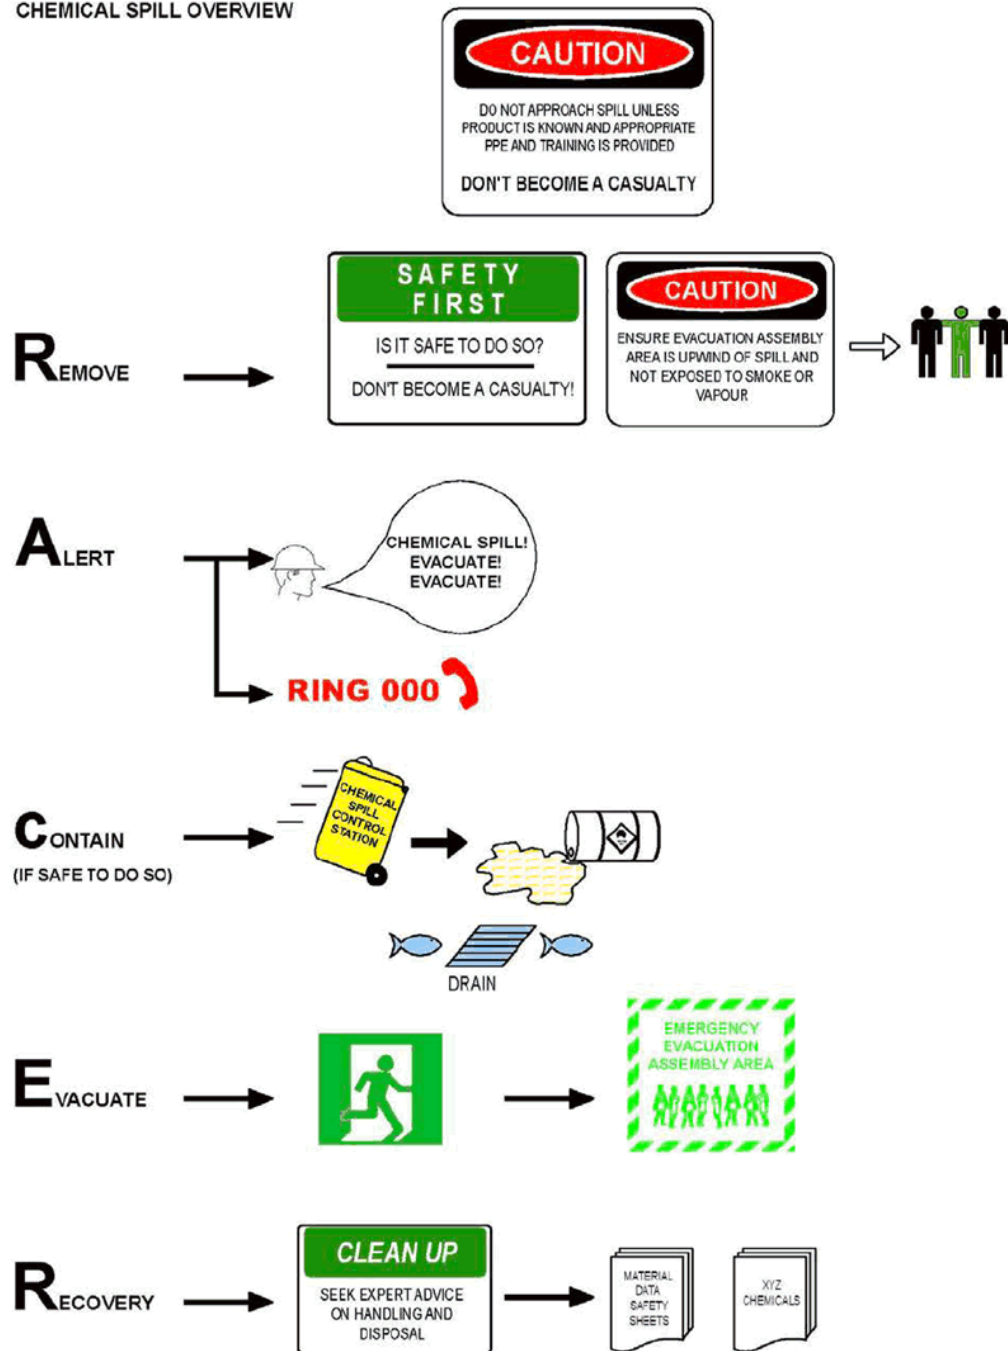 CHEMICAL SPILL OVERVIEW
CAUTION
DO NOT APPROACH SPILL UNLESS
PRODUCT IS KNOWN AND APPROPRIATE
PPE AND TRAINING IS PROVIDED
DON'T BECOME A CASUALTY
REMOVE
SAFETY
FIRST
IS IT SAFE TO DO SO?
DON'T BECOME A CASUALTY!
CAUTION
ENSURE EVACUATION ASSEMBLY
AREA IS UPWIND OF SPILL AND
NOT EXPOSED TO SMOKE OR
VAPOUR
ALERT
CHEMICAL SPILL!
EVACUATE!
EVACUATE!
RING 000
CONTAIN
(IF SAFE TO DO SO)
CHEMICAL
SPILL
CONTROL
STATION
DRAIN
EVACUATE
EMERGENCY
EVACUATION
ASSEMBLY AREA
RECOVERY
CLEAN UP
SEEK EXPERT ADVICE
ON HANDLING AND
DISPOSAL
MATERIAL
DATA
SAFETY
SHEETS
XYZ
CHEMICALS